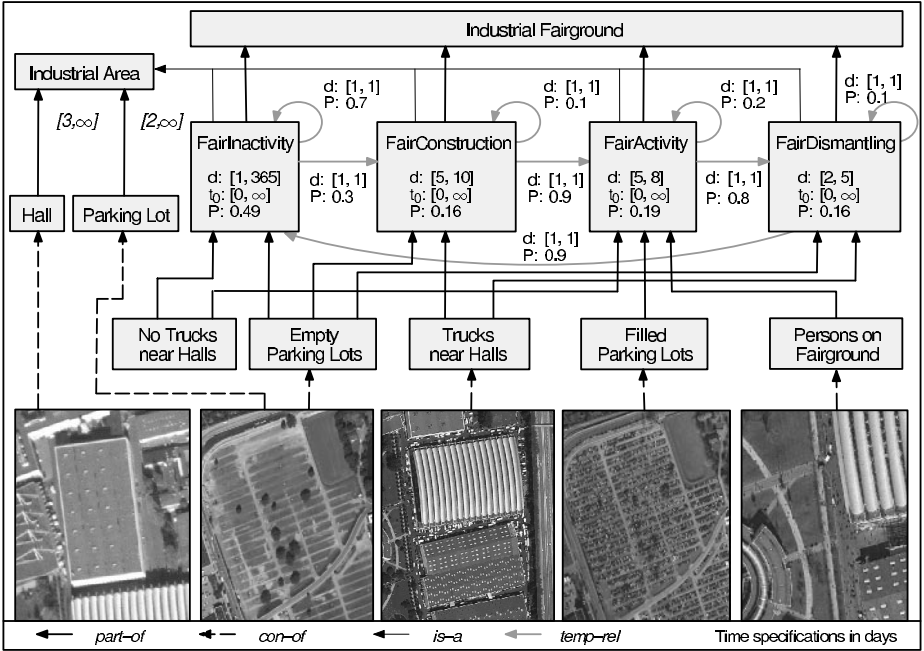 Industrial Fairground
Industrial Area
[3,∞]
[2,∞]
d: [1, 1]
P: 0.7
d: [1, 1]
P: 0.1
d: [1, 1]
P: 0.2
d: [1, 1]
P: 0.1
FairInactivity
d: [1, 365]
t0: [0, ∞]
P: 0.49
d: [1, 1]
P: 0.3
FairConstruction
d: [5, 10]
t0: [0, ∞]
P: 0.16
d: [1, 1]
P: 0.9
FairActivity
d: [5, 8]
t0: [0, ∞]
P: 0.19
d: [1, 1]
P: 0.8
FairDismantling
d: [2, 5]
t0: [0, ∞]
P: 0.16
Hall
Parking Lot
d: [1, 1]
P: 0.9
No Trucks
near Halls
Empty
Parking Lots
Trucks
near Halls
Filled
Parking Lots
Persons on
Fairground
part–of
con–of
is–a
temp–rel
Time specifications in days